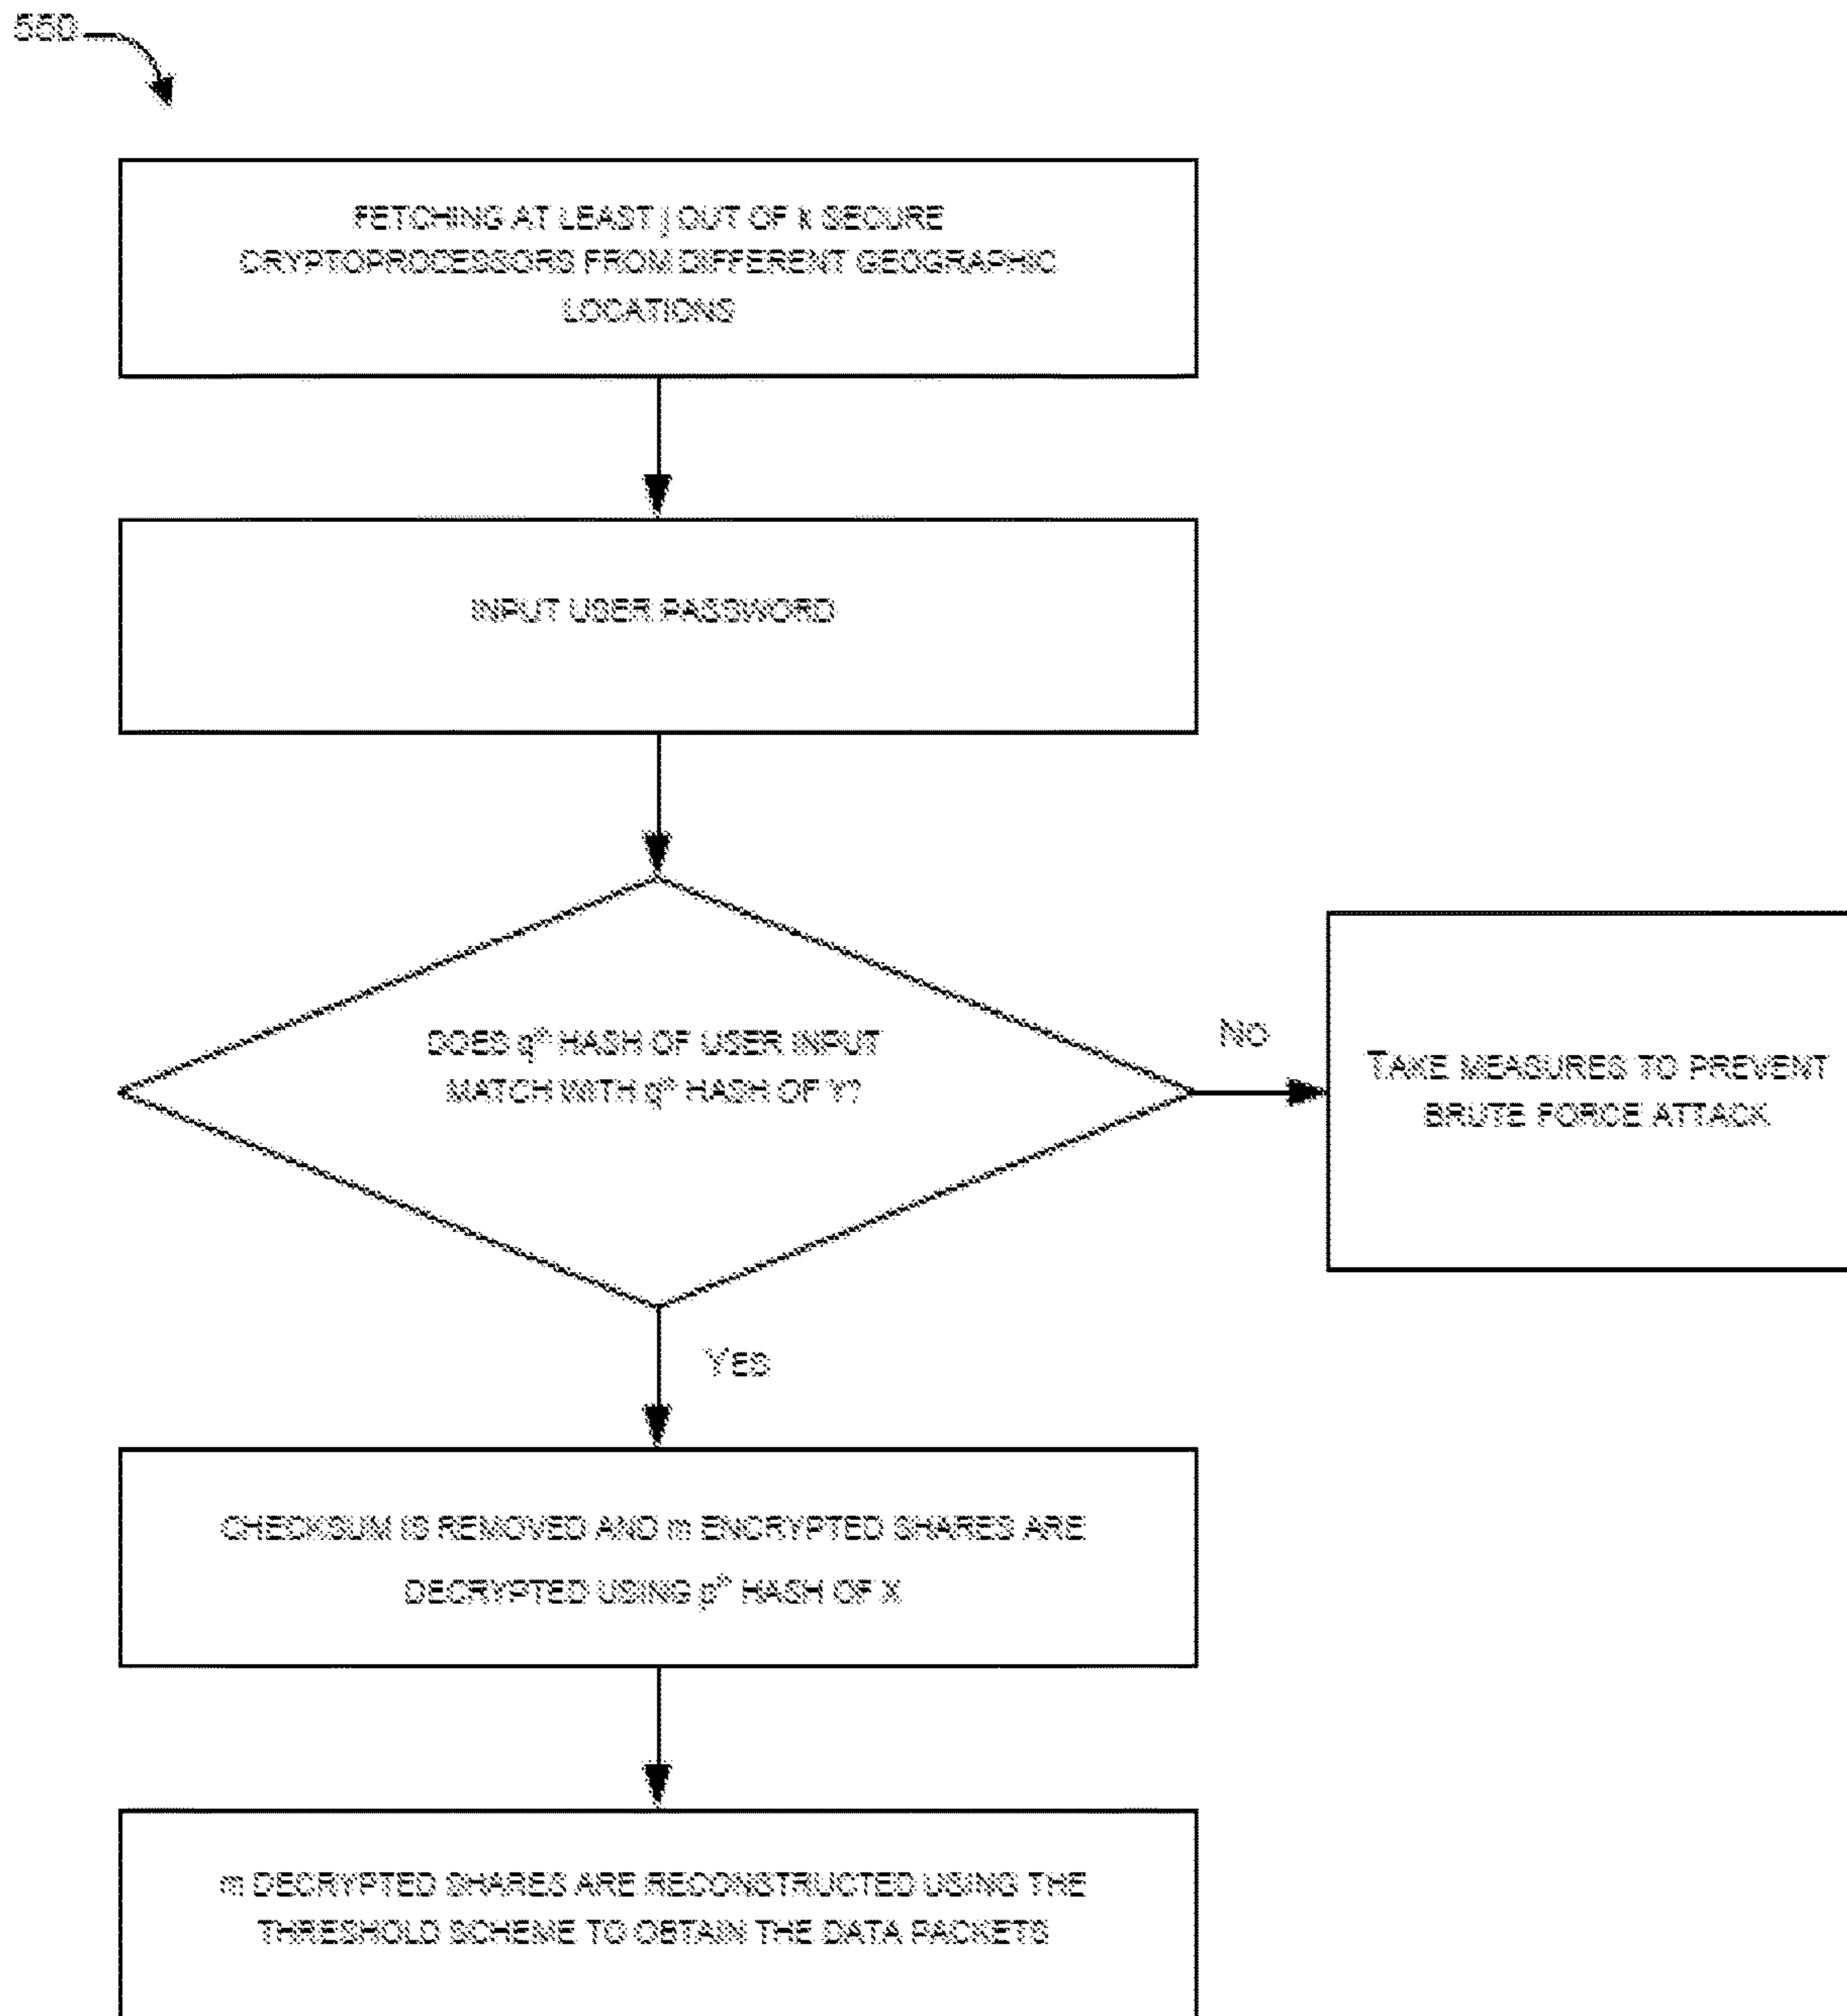 550
FETCHING AT LEAST j OUT OF k SECURE
CRYPTOPROCESSORS FROM DIFFERENT GEOGRAPHIC
LOCATIONS
INPUT USER PASSWORD
DOES qth HASH OF USER INPUT
MATCH WITH qth HASH OF Y?
NO
TAKE MEASURES TO PREVENT
BRUTE FORCE ATTACK
YES
CHECKSUM IS REMOVED AND m ENCRYPTED SHARES ARE
DECRYPTED USING pth HASH OF X
m DECRYPTED SHARES ARE RECONSTRUCTED USING THE
THRESHOLD SCHEME TO OBTAIN THE DATA PACKETS